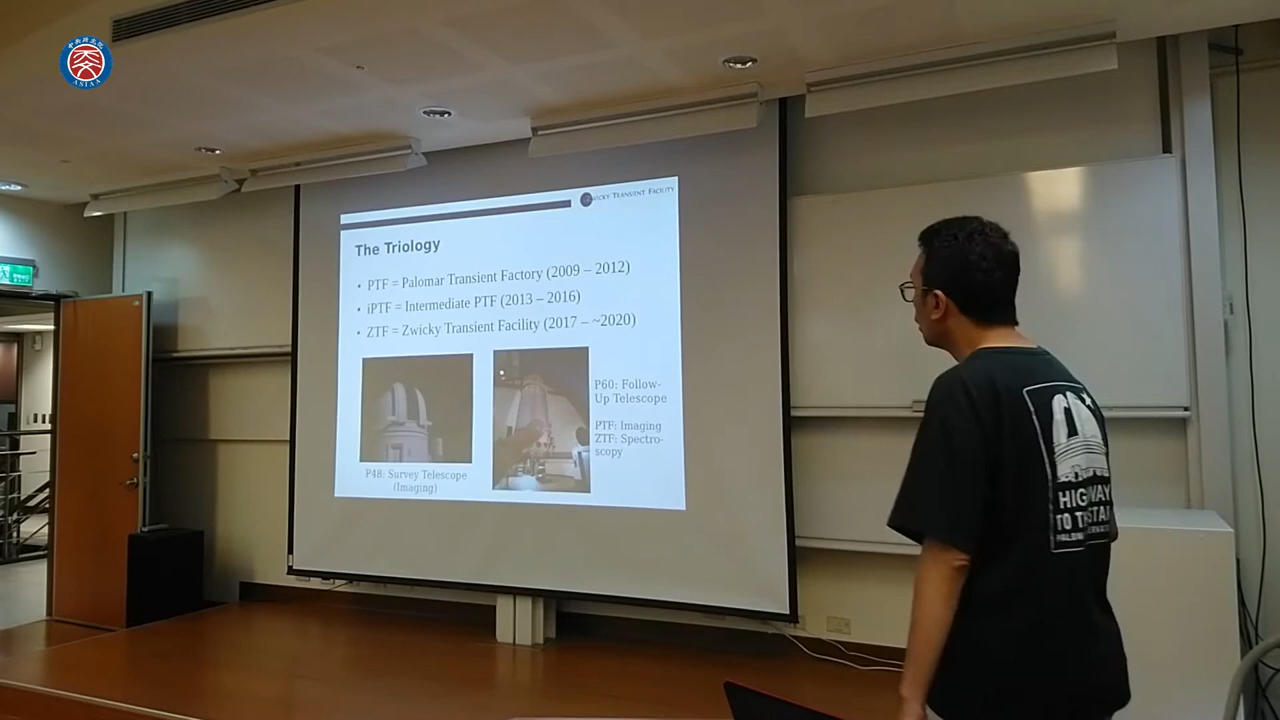 ASIAA
ZWICKY TRANSIENT FACILITY
The Triology
• PTF = Palomar Transient Factory (2009 – 2012)
• iPTF = Intermediate PTF (2013 – 2016)
• ZTF = Zwicky Transient Facility (2017 – ~2020)
P60: Follow-
Up Telescope
PTF: Imaging
ZTF: Spectro-
scopy
P48: Survey Telescope
(Imaging)
HIGHWAY
TO THE STAR